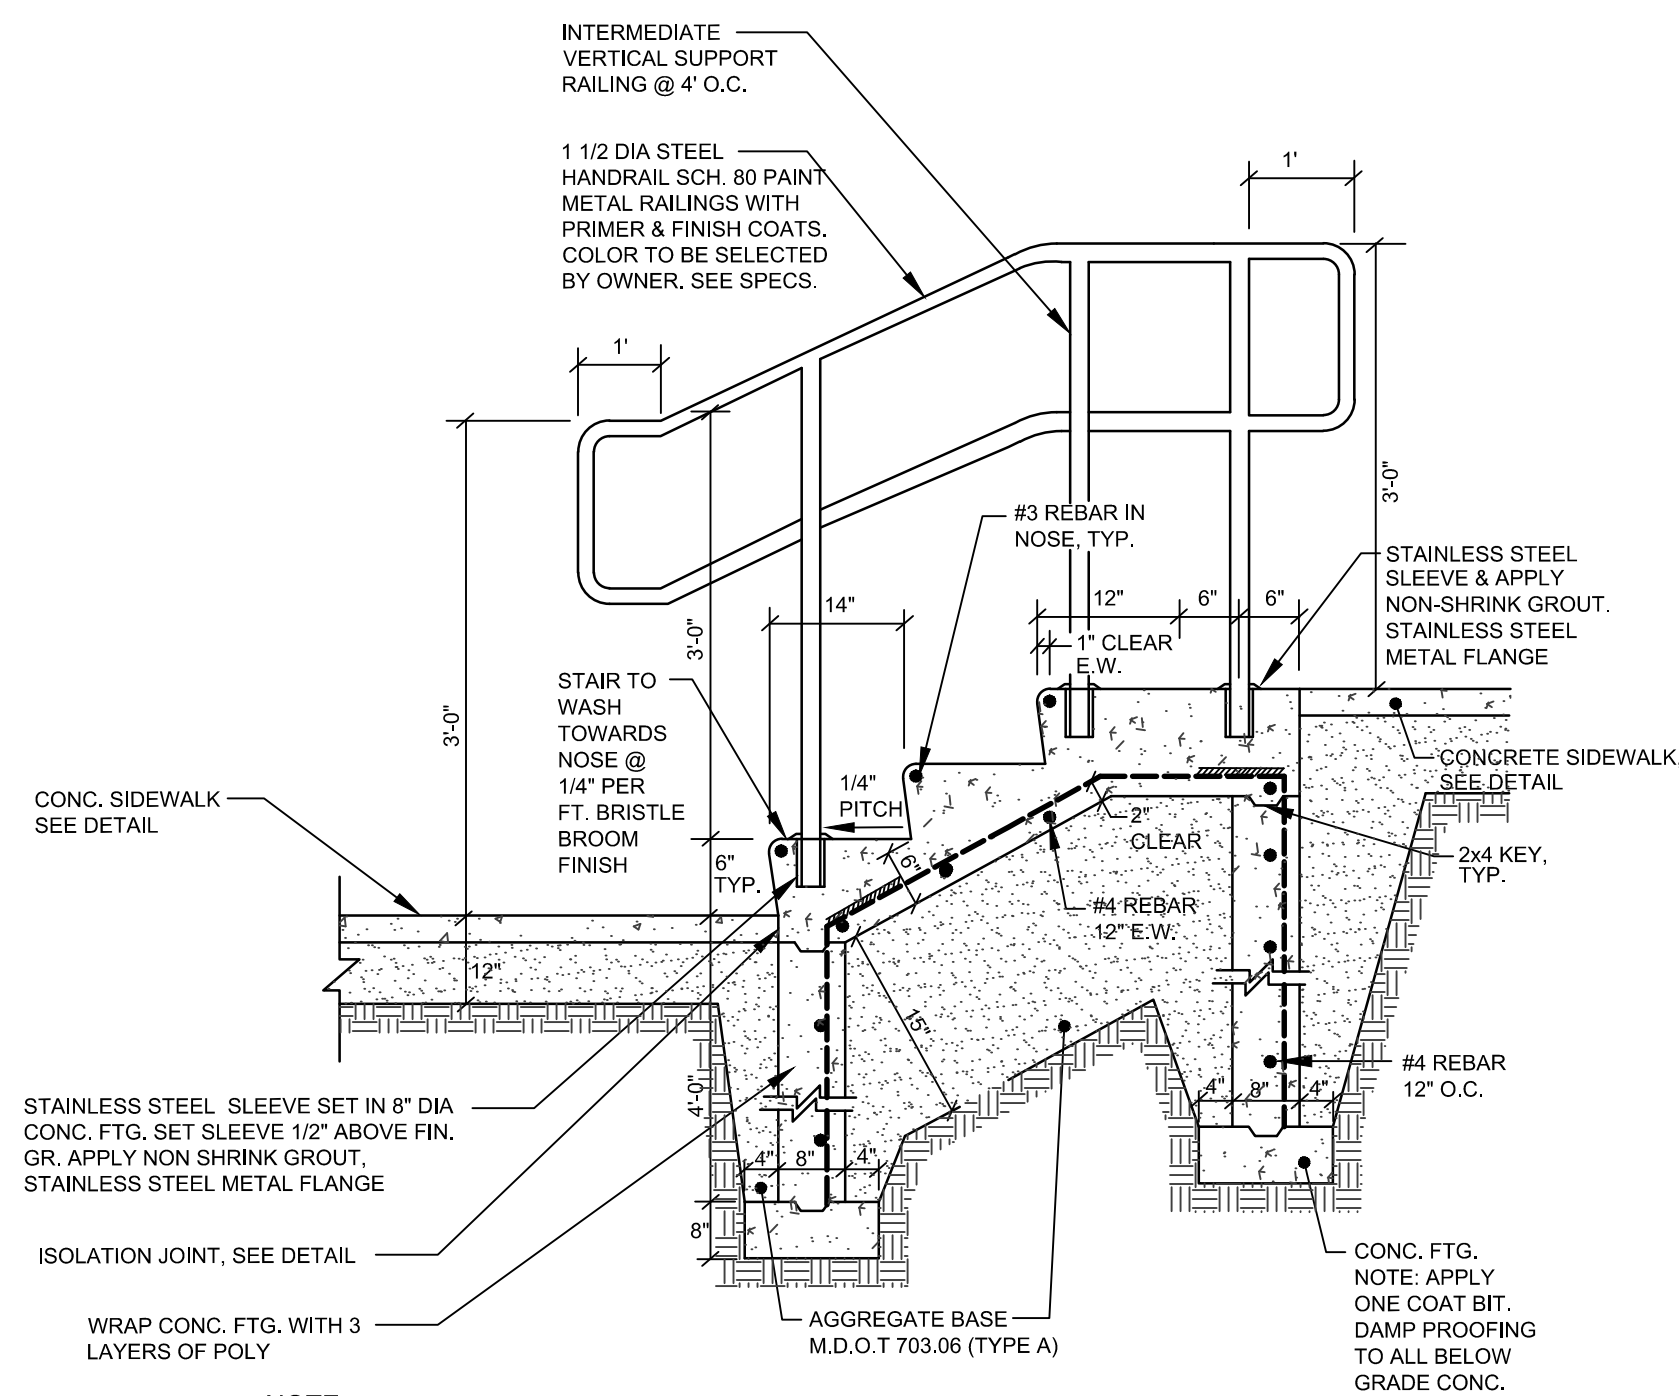 INTERMEDIATE
VERTICAL SUPPORT
RAILING @ 4' O.C.
1 1/2 DIA STEEL
HANDRAIL SCH. 80 PAINT
METAL RAILINGS WITH
PRIMER & FINISH COATS.
COLOR TO BE SELECTED
BY OWNER. SEE SPECS.
1'
1'
3'-0"
3'-0"
3'-0"
#3 REBAR IN
NOSE, TYP.
STAINLESS STEEL
SLEEVE & APPLY
NON-SHRINK GROUT.
STAINLESS STEEL
METAL FLANGE
14"
12"
6"
6"
1" CLEAR
E.W.
STAIR TO
WASH
TOWARDS
NOSE @
1/4" PER
FT. BRISTLE
BROOM
FINISH
1/4"
PITCH
6"
TYP.
CONC. SIDEWALK
SEE DETAIL
CONCRETE SIDEWALK,
SEE DETAIL
2"
CLEAR
6"
2x4 KEY,
TYP.
#4 REBAR
12" E.W.
12"
15"
4'-0"
#4 REBAR
12" O.C.
4"
8"
4"
4"
8"
4"
8"
STAINLESS STEEL SLEEVE SET IN 8" DIA
CONC. FTG. SET SLEEVE 1/2" ABOVE FIN.
GR. APPLY NON SHRINK GROUT,
STAINLESS STEEL METAL FLANGE
ISOLATION JOINT, SEE DETAIL
WRAP CONC. FTG. WITH 3
LAYERS OF POLY
AGGREGATE BASE
M.D.O.T 703.06 (TYPE A)
CONC. FTG.
NOTE: APPLY
ONE COAT BIT.
DAMP PROOFING
TO ALL BELOW
GRADE CONC.